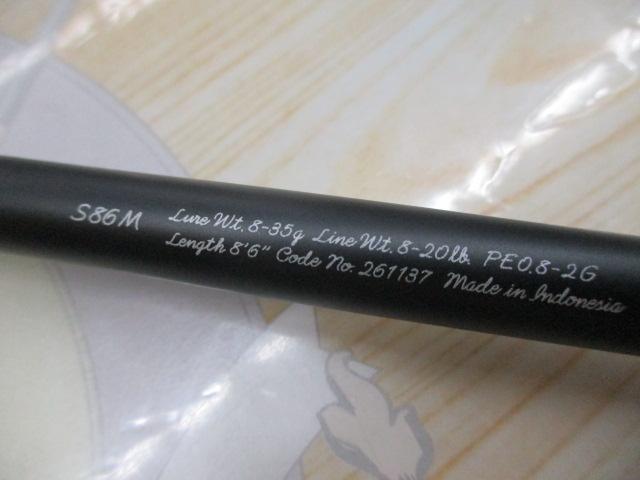 S86M
Lure Wt. 8-35g Line Wt. 8-20lb. PE0.8-2G
Length 8'6" Code No. 261137 Made in Indonesia